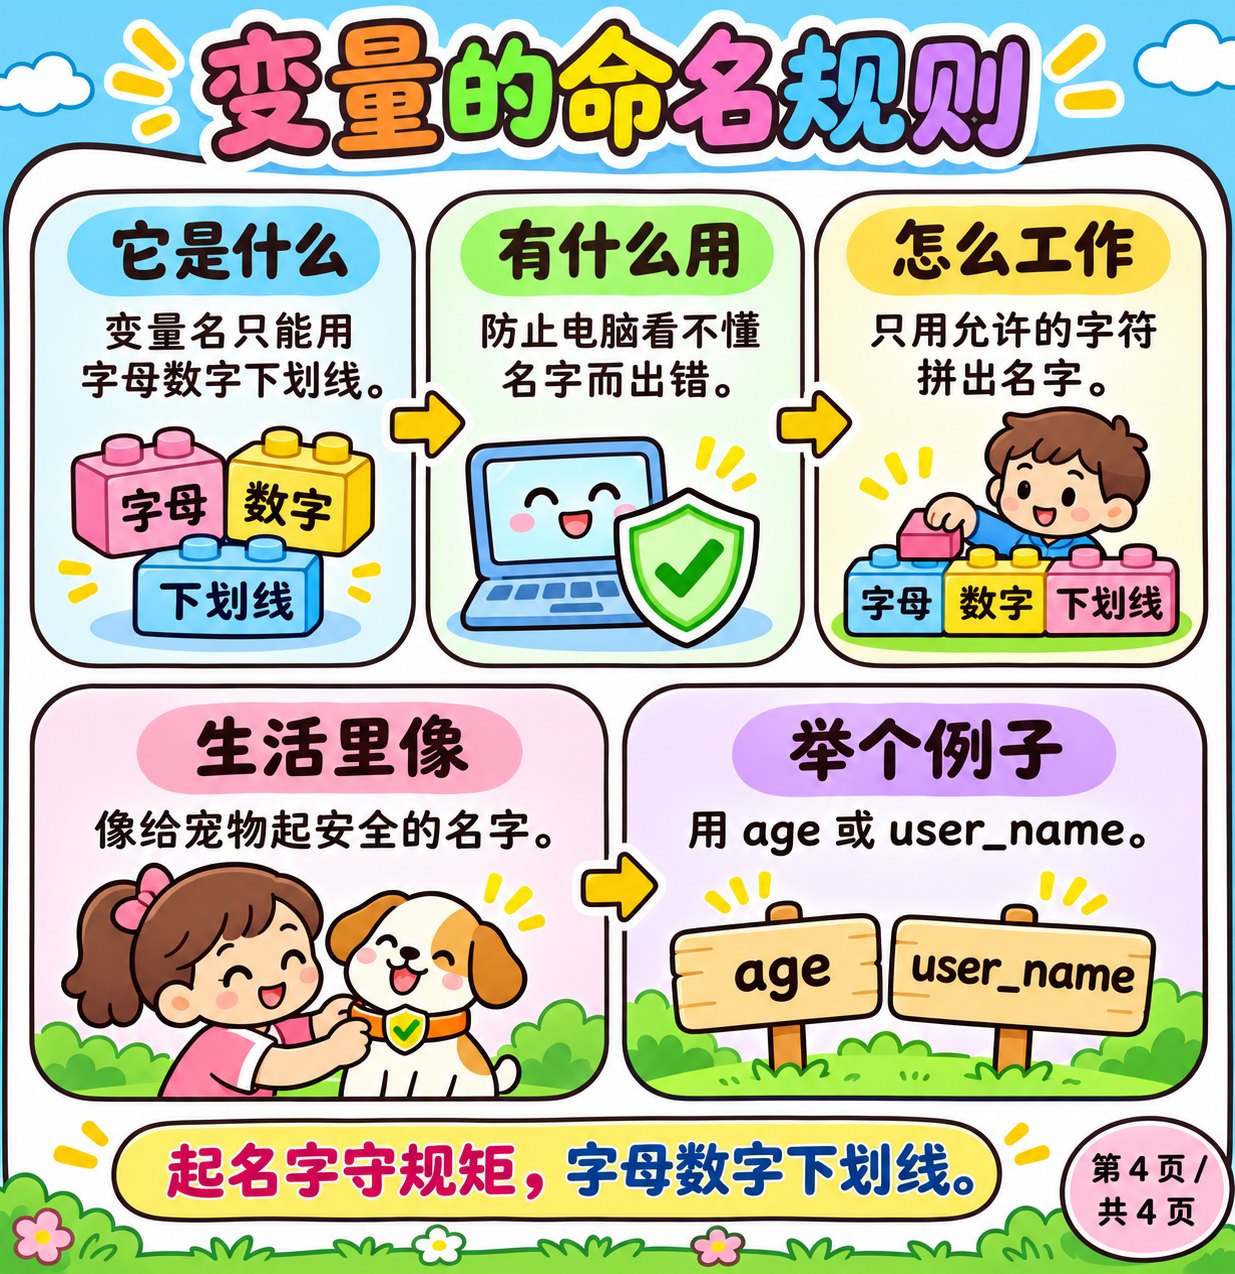 变量的命名规则
它是什么
变量名只能用
字母数字下划线。
字母
数字
下划线
有什么用
防止电脑看不懂
名字而出错。
怎么工作
只用允许的字符
拼出名字。
字母
数字
下划线
生活里像
像给宠物起安全的名字。
举个例子
用 age 或 user_name。
age
user_name
起名字守规矩，字母数字下划线。
第 4 页 /
共 4 页